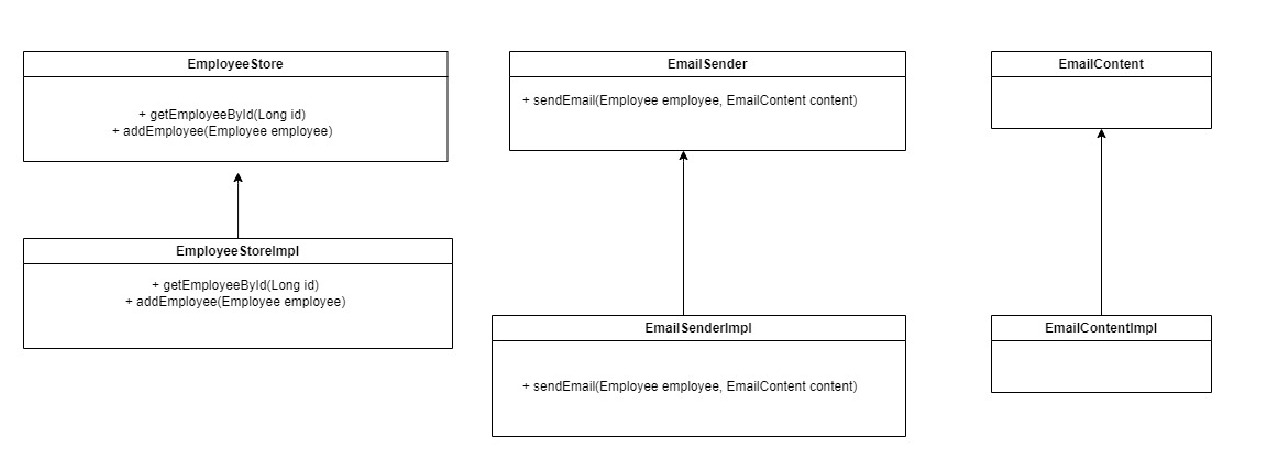 EmployeeStore
+ getEmployeeById(Long id)
+ addEmployee(Employee employee)
EmployeeStoreImpl
+ getEmployeeById(Long id)
+ addEmployee(Employee employee)
EmailSender
+ sendEmail(Employee employee, EmailContent content)
EmailSenderImpl
+ sendEmail(Employee employee, EmailContent content)
EmailContent
EmailContentImpl